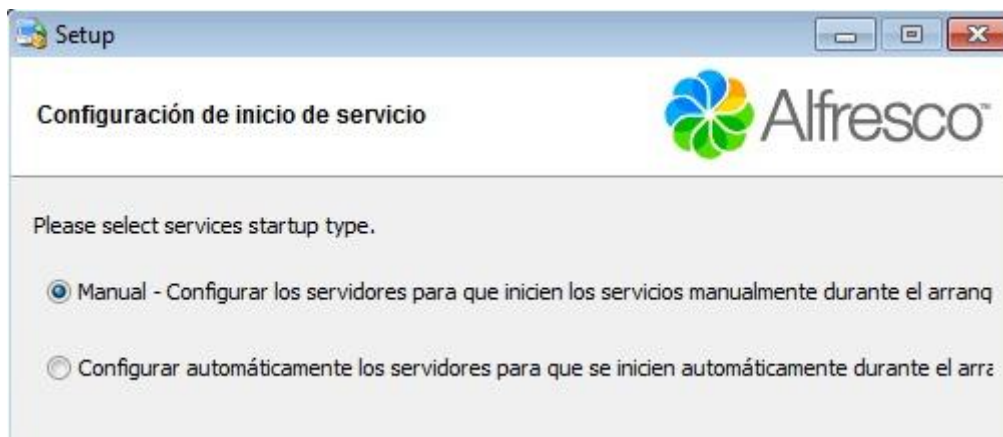 Setup
Configuración de inicio de servicio
Alfresco™
Please select services startup type.
Manual - Configurar los servidores para que inicien los servicios manualmente durante el arranq
Configurar automáticamente los servidores para que se inicien automáticamente durante el arra